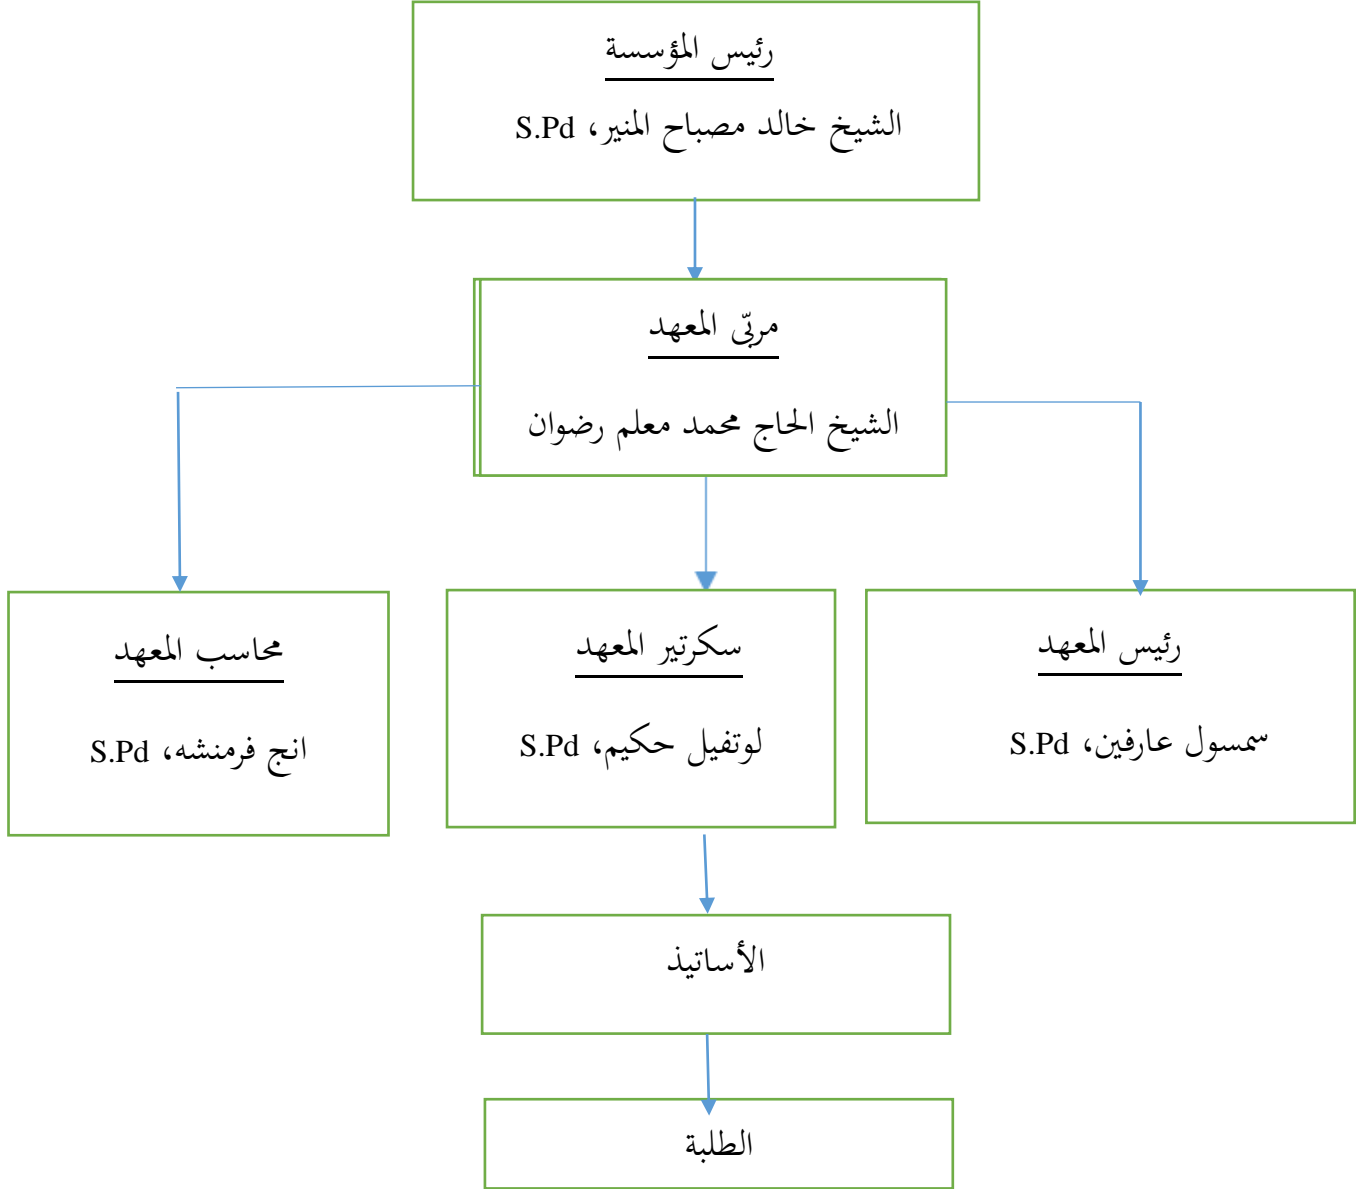 رئيس المؤسسة
الشيخ خالد مصباح المنير، S.Pd
مربّى المعهد
الشيخ الحاج محمد معلم رضوان
رئيس المعهد
سمسول عارفين، S.Pd
سكرتير المعهد
لوتفيل حكيم، S.Pd
محاسب المعهد
انج فرمنشه، S.Pd
الأساتيذ
الطلبة